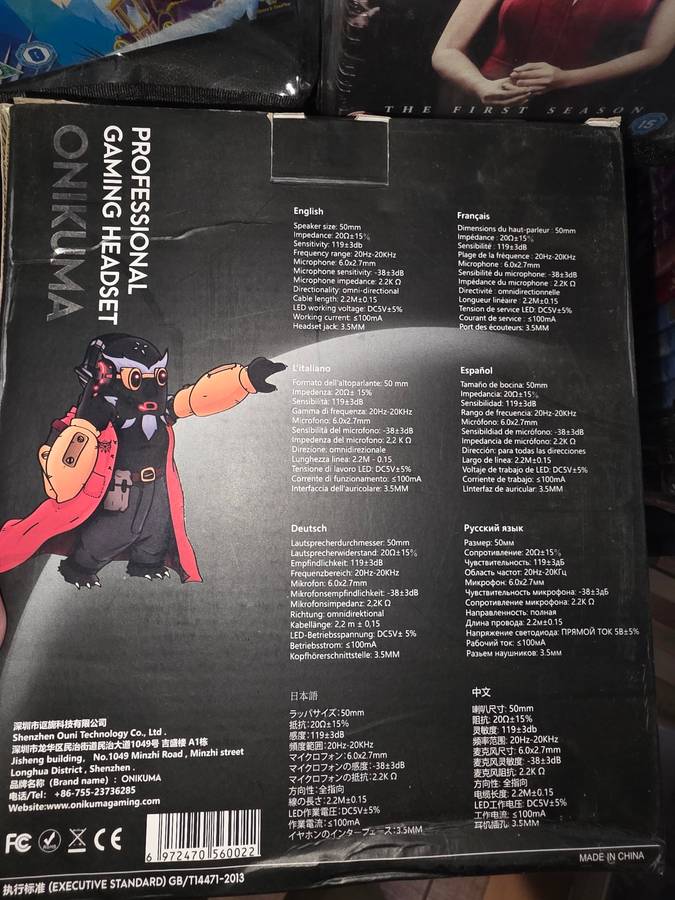 THE FIRST SEASON
15
PROFESSIONAL
GAMING HEADSET
ONIKUMA
English
Speaker size: 50mm
Impedance: 20Ω±15%
Sensitivity: 119±3db
Frequency range: 20Hz-20KHz
Microphone: 6.0x2.7mm
Microphone sensitivity: -38±3dB
Microphone impedance: 2.2K Ω
Directionality: omni-directional
Cable length: 2.2M±0.15
LED working voltage: DC5V±5%
Working current: ≤100mA
Headset jack: 3.5MM
Français
Dimensions du haut-parleur : 50mm
Impédance : 20Ω±15%
Sensibilité : 119±3dB
Plage de la fréquence : 20Hz-20KHz
Microphone : 6.0x2.7mm
Sensibilité du microphone: -38±3dB
Impédance du microphone : 2.2K Ω
Directivité : omnidirectionnelle
Longueur linéaire : 2.2M±0.15
Tension de service LED: DC5V±5%
Courant de service : ≤100mA
Port des écouteurs: 3.5MM
L'italiano
Formato dell'altoparlante: 50 mm
Impedenza: 20Ω± 15%
Sensibilità: 119±3dB
Gamma di frequenza: 20Hz-20KHz
Microfono: 6.0x2.7mm
Sensibilità del microfono: -38±3dB
Impedenza del microfono: 2,2 K Ω
Direzione: omnidirezionale
Lunghezza linea: 2.2M - 0.15
Tensione di lavoro LED: DC5V±5%
Corrente di funzionamento: ≤100mA
Interfaccia dell'auricolare: 3.5MM
Español
Tamaño de bocina: 50mm
Impedancia: 20Ω±15%
Sensibilidad: 119±3dB
Rango de frecuencia: 20Hz-20KHz
Micrófono: 6.0x2.7mm
Sensibildiad de micrófono: -38±3dB
Impedancia de micrófono: 2.2K Ω
Dirección: para todas las direcciones
Largo de línea: 2.2M±0.15
Voltaje de trabajo de LED: DC5V±5%
Corriente de trabajo: ≤100mA
LInterfaz de auricular: 3.5MM
Deutsch
Lautsprecherdurchmesser: 50mm
Lautsprecherwiderstand: 20Ω±15%
Empfindlichkeit: 119±3dB
Frequenzbereich: 20Hz-20KHz
Mikrofon: 6.0x2.7mm
Mikrofonsempfindlichkeit: -38±3dB
Mikrofonsimpedanz: 2,2K Ω
Richtung: omnidirektional
Kabellänge: 2,2 m ± 0,15
LED-Betriebsspannung: DC5V± 5%
Betriebsstrom: ≤100mA
Kopfhörerschnittstelle: 3.5MM
Русский язык
Размер: 50мм
Сопротивление: 20Ω±15%
Чувствительность: 119±3дБ
Область частот: 20Hz-20КГц
Микрофон: 6.0x2.7мм
Чувствительность микрофона: -38±3дБ
Сопротивление микрофона: 2.2K Ω
Направленность: полная
Длина провода: 2.2м±0.15
Напряжение светодиода: ПРЯМОЙ ТОК 5В±5%
Рабочий ток: ≤100мА
Разъем наушников: 3.5ММ
日本語
ラッパサイズ:50mm
抵抗:20Ω±15%
感度:119±3dB
頻度範囲:20Hz-20KHz
マイクロフォン:6.0x2.7mm
マイクロフォンの感度:-38±3dB
マイクロフォンの抵抗:2.2K Ω
方向性:全指向
線の長さ:2.2M±0.15
LED作業電圧:DC5V±5%
作業電流:≤100mA
イヤホンのインターフェース:3.5MM
中文
喇叭尺寸: 50mm
阻抗: 20Ω±15%
灵敏度: 119±3db
频率范围: 20Hz-20KHz
麦克风尺寸: 6.0x2.7mm
麦克风灵敏度: -38±3dB
麦克风阻抗: 2.2K Ω
方向性: 全指向
电缆长度: 2.2M±0.15
LED工作电压: DC5V±5%
工作电流: ≤100mA
耳机插孔: 3.5MM
Shenzhen Ouni Technology Co., Ltd .
深圳市龙华区民治街道民治大道1049号 吉盛楼 A1栋
Jisheng building, No.1049 Minzhi Road , Minzhi street
Longhua District , Shenzhen .
品牌名称（Brand name）: ONIKUMA
电话/Tel: +86-755-23736285
Website:www.onikumagaming.com
FC CE
6 972470 560022
MADE IN CHINA
执行标准 (EXECUTIVE STANDARD) GB/T14471-2013